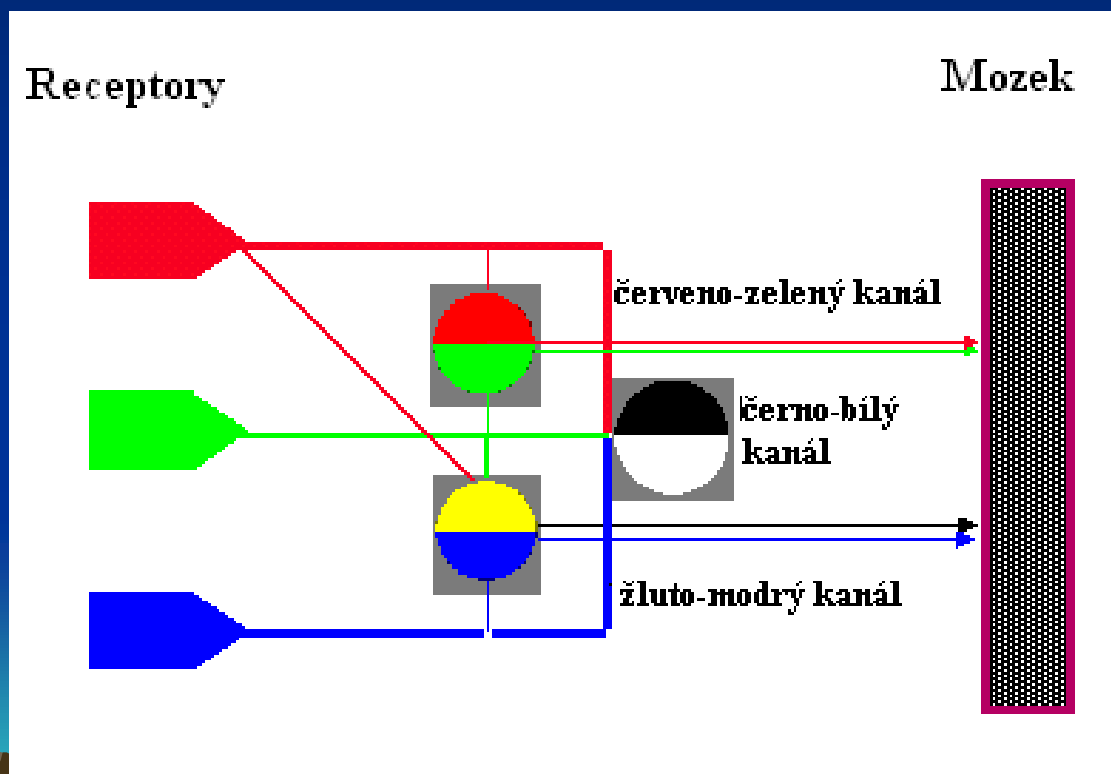 Receptory
Mozek
červeno-zelený kanál
černo-bílý
kanál
žluto-modrý kanál